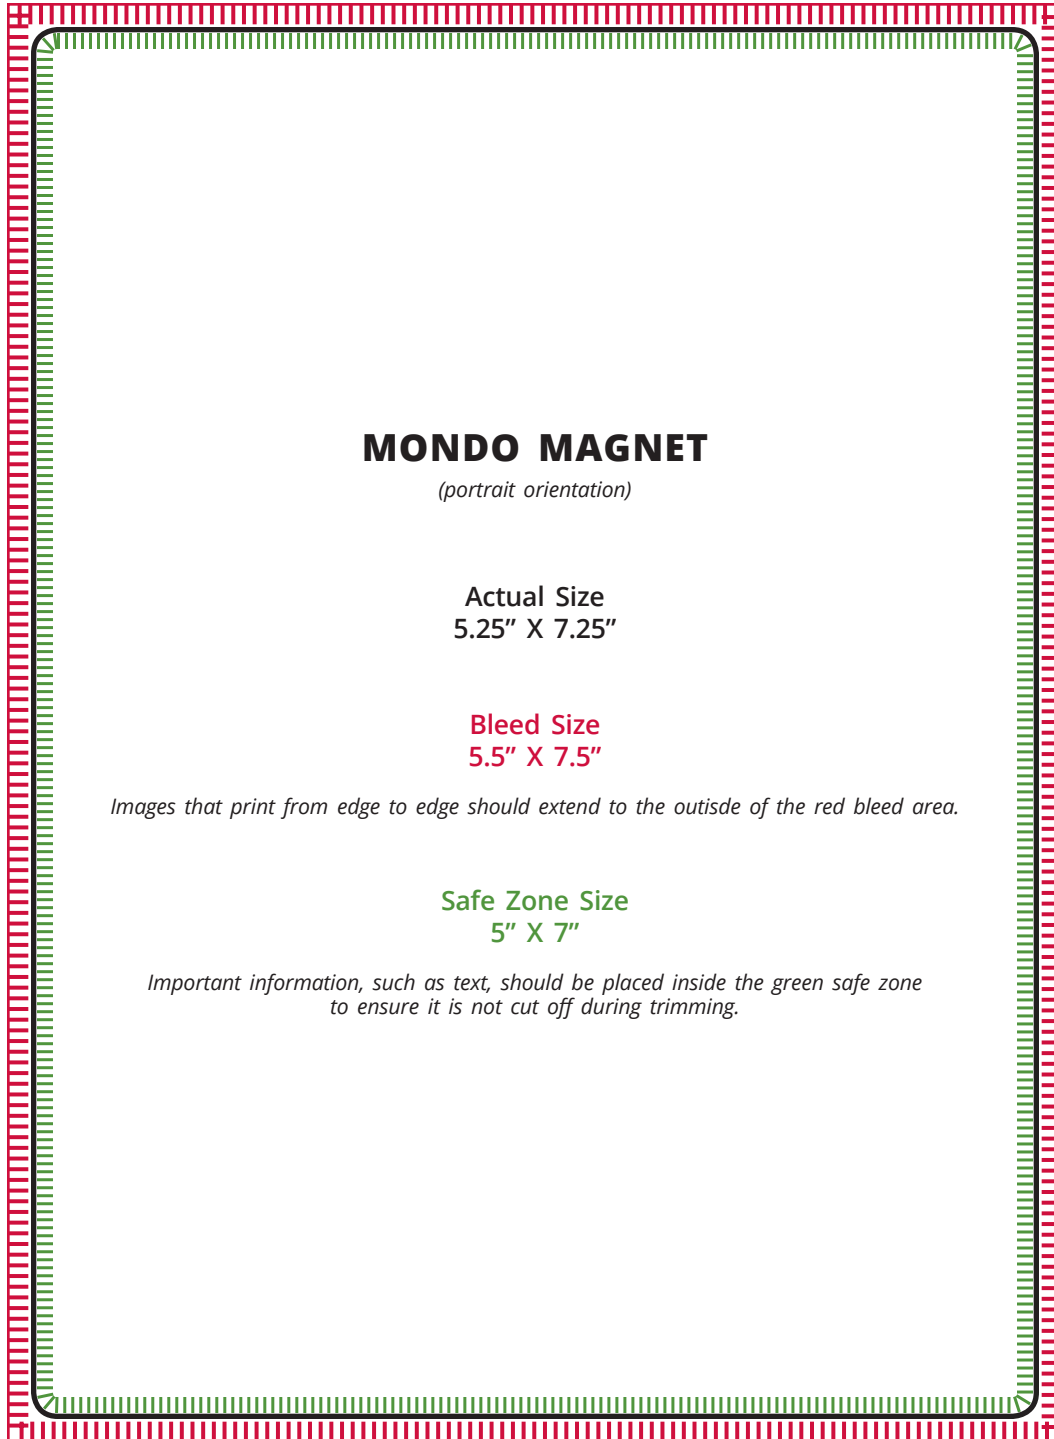 MONDO MAGNET
(portrait orientation)
Actual Size
5.25” X 7.25”
Bleed Size
5.5” X 7.5”
Images that print from edge to edge should extend to the outisde of the red bleed area.
Safe Zone Size
5” X 7”
Important information, such as text, should be placed inside the green safe zone
to ensure it is not cut off during trimming.